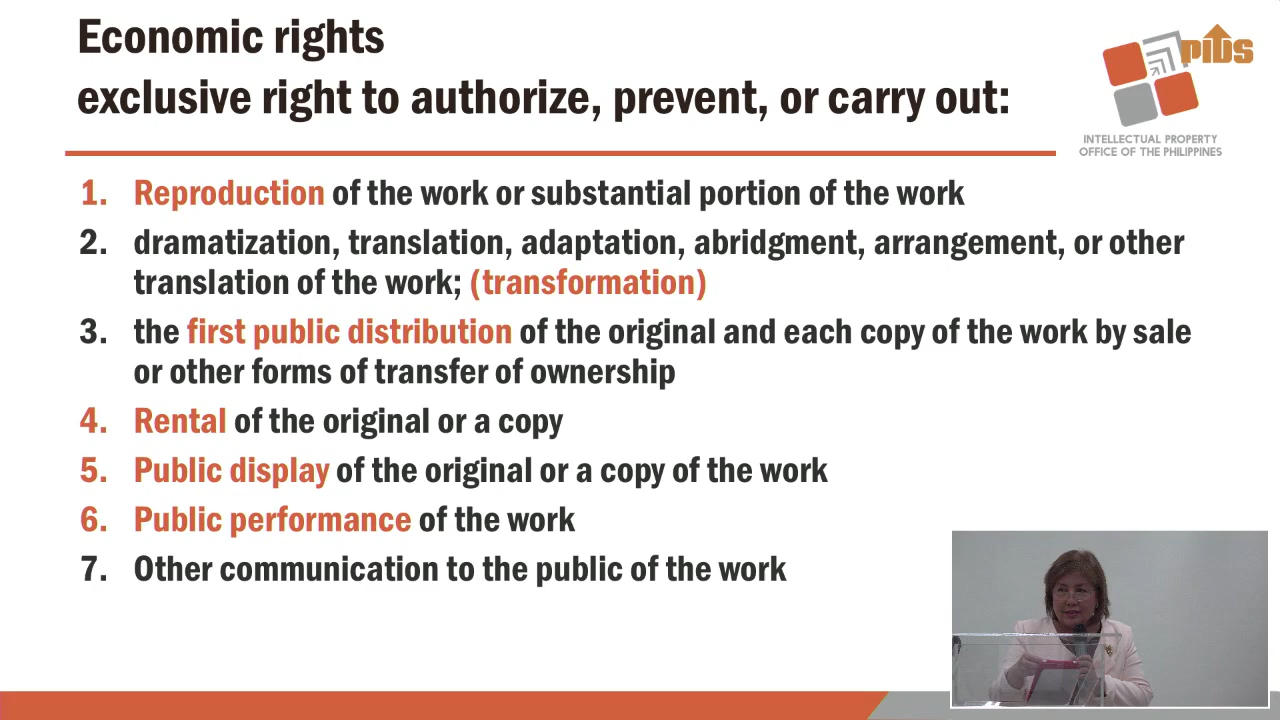 Economic rights
exclusive right to authorize, prevent, or carry out:
PIDS
INTELLECTUAL PROPERTY
OFFICE OF THE PHILIPPINES
1. Reproduction of the work or substantial portion of the work
2. dramatization, translation, adaptation, abridgment, arrangement, or other
translation of the work; (transformation)
3. the first public distribution of the original and each copy of the work by sale
or other forms of transfer of ownership
4. Rental of the original or a copy
5. Public display of the original or a copy of the work
6. Public performance of the work
7. Other communication to the public of the work